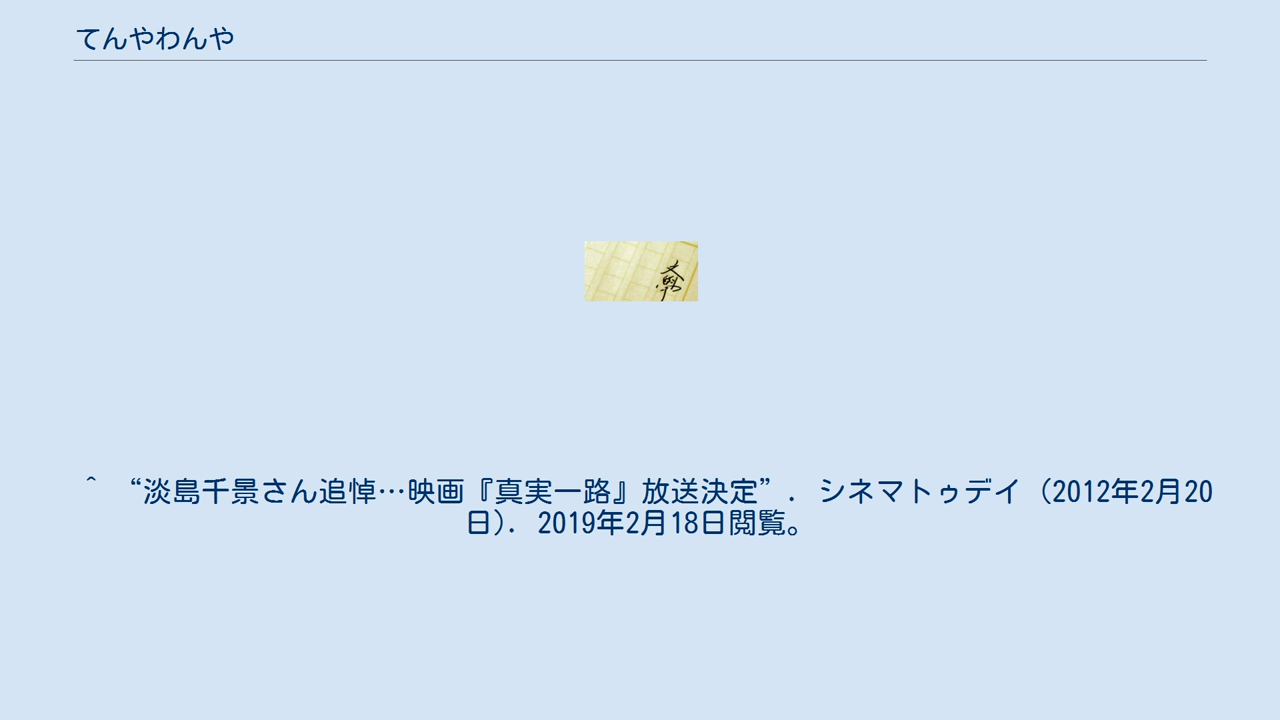 てんやわんや
^ “淡島千景さん追悼…映画『真実一路』放送決定”. シネマトゥデイ (2012年2月20
日). 2019年2月18日閲覧。